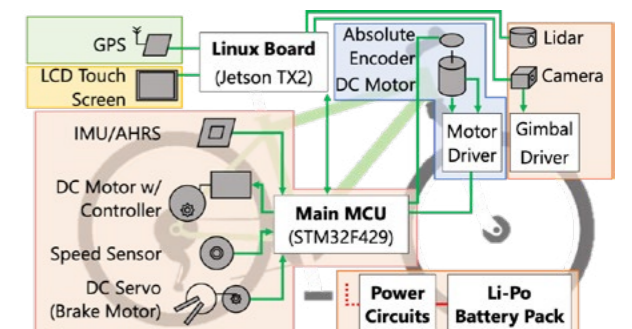 GPS
LCD Touch
Screen
Linux Board
(Jetson TX2)
Absolute
Encoder
DC Motor
Lidar
Camera
Motor
Driver
Gimbal
Driver
IMU/AHRS
DC Motor w/
Controller
Speed Sensor
DC Servo
(Brake Motor)
Main MCU
(STM32F429)
Power
Circuits
Li-Po
Battery Pack